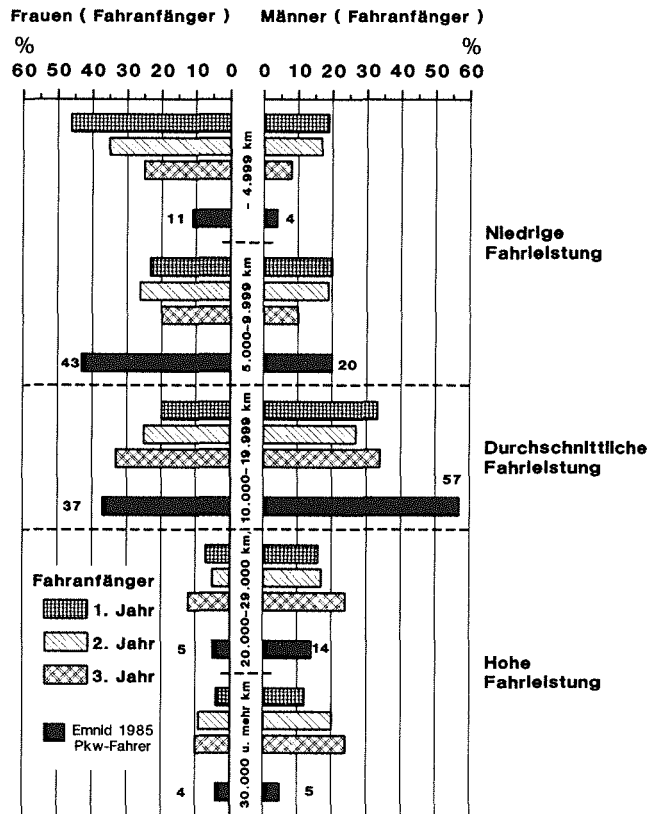 Frauen ( Fahranfänger )
Männer ( Fahranfänger )
%
%
60 50 40 30 20 10 0
0 10 20 30 40 50 60
- 4.999 km
11
4
Niedrige
Fahrleistung
5.000-9.999 km
43
20
10.000-19.999 km
Durchschnittliche
Fahrleistung
57
37
20.000-29.000 km,
Fahranfänger
1. Jahr
2. Jahr
3. Jahr
5
14
Hohe
Fahrleistung
30.000 u. mehr km
Emnid 1985
Pkw-Fahrer
4
5